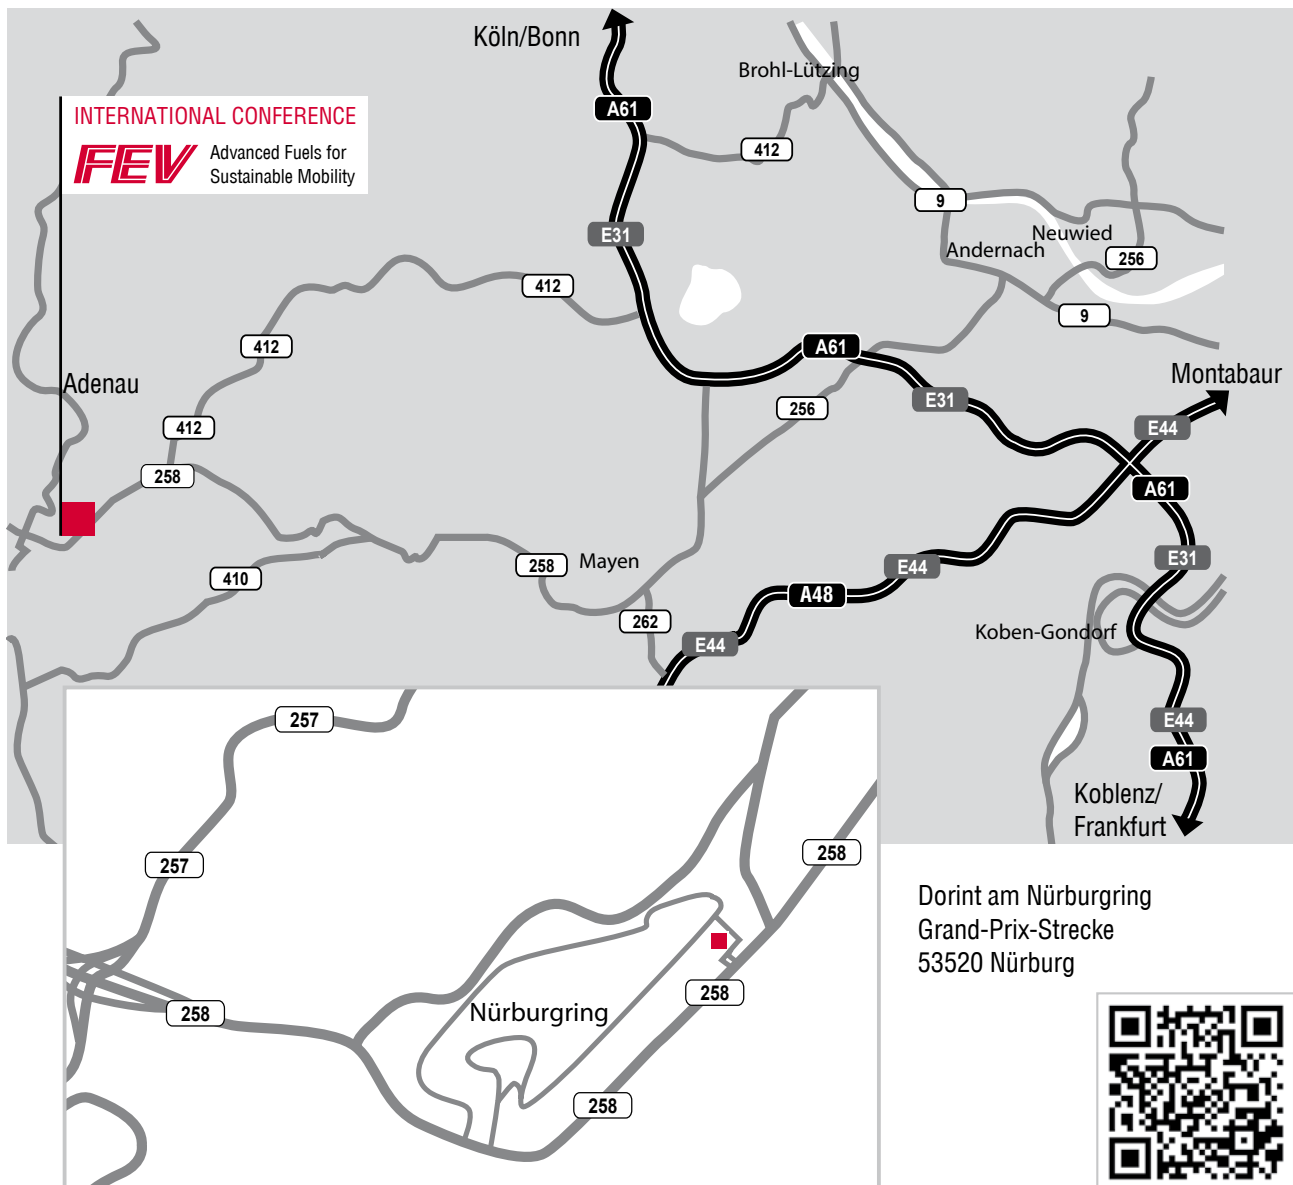 Köln/Bonn
Brohl-Lützing
INTERNATIONAL CONFERENCE
FEV
Advanced Fuels for
Sustainable Mobility
A61
412
9
E31
Neuwied
Andernach
256
412
9
412
A61
Adenau
Montabaur
E31
256
412
E44
258
A61
E31
258
Mayen
E44
410
A48
262
Koben-Gondorf
E44
E44
257
A61
Koblenz/
Frankfurt
257
258
258
258
Nürburgring
258
Dorint am Nürburgring
Grand-Prix-Strecke
53520 Nürburg